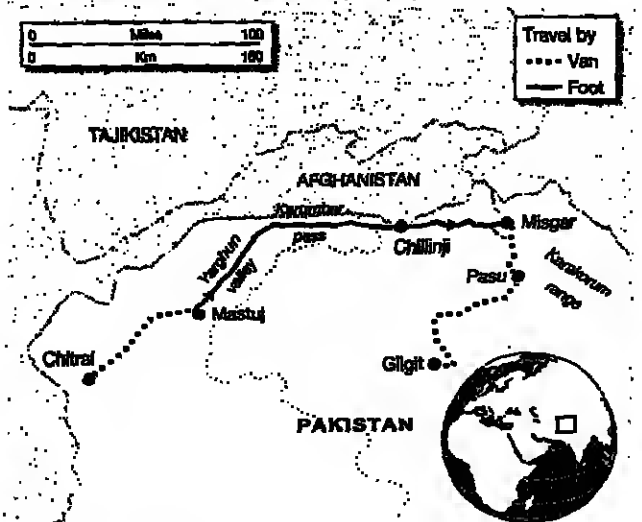 0 Miles 100
0 Km 160
Travel by
Van
Foot
TAJIKISTAN
AFGHANISTAN
Karambar
pass
Yarghun
valley
Chillinji
Misgar
Pasu
Karakorum
range
Mastuj
Chitral
Gilgit
PAKISTAN